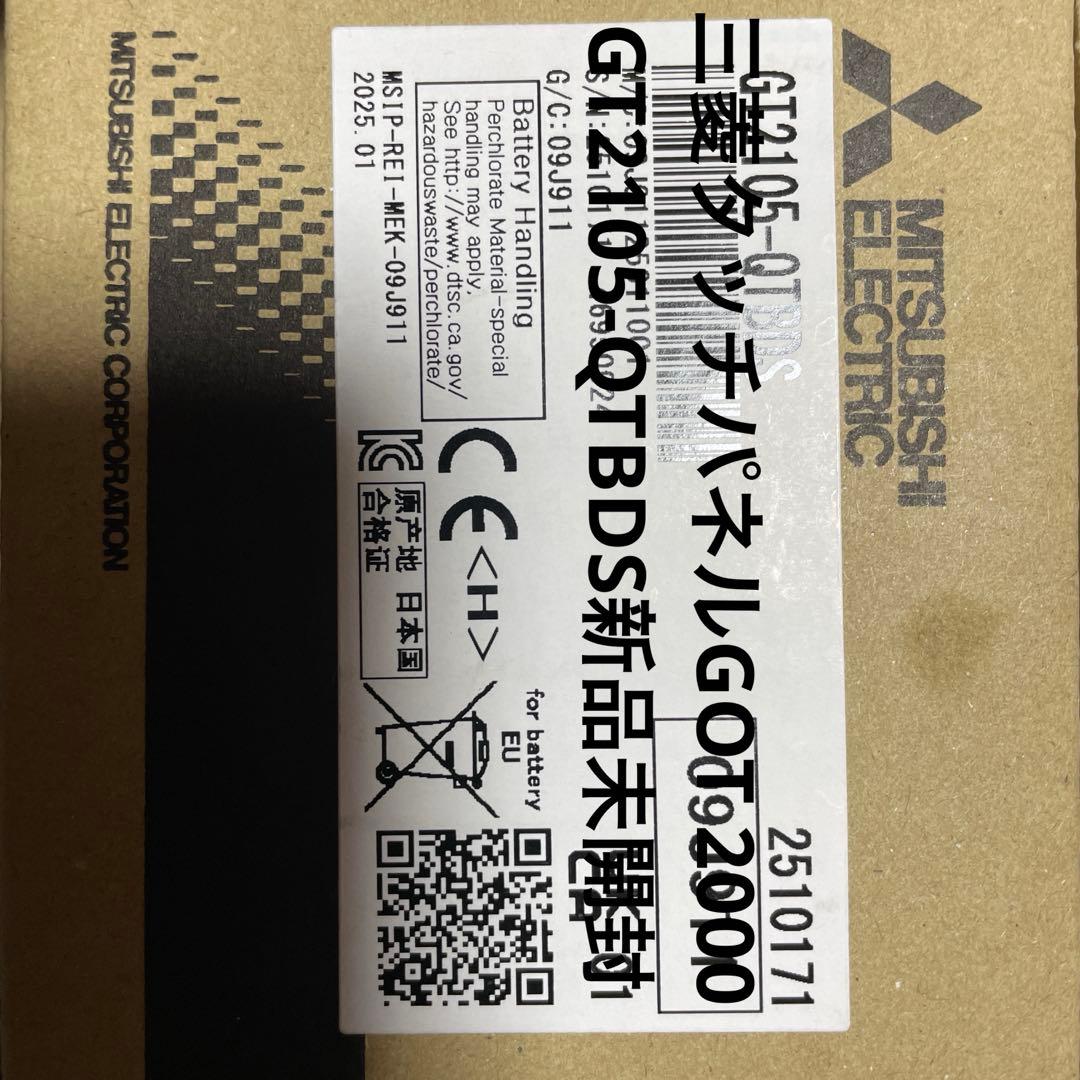 MITSUBISHI
ELECTRIC
GT2105-QTBDS
2510171
三菱タッチパネルGOT2000
GT2105-QTBDS新品未開封
G/C:09J911
Battery Handling
Perchlorate Material-special
handling may apply,
See http://www.dtsc.ca.gov/
hazardouswaste/perchlorate/
MSIP-REI-MEK-09J911
2025.01
CE
<H>
for battery
EU
原产地 日本国
合格证
MITSUBISHI ELECTRIC CORPORATION